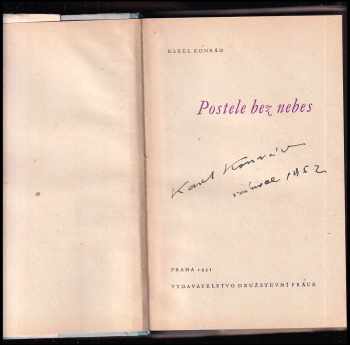 KAREL KONRÁD
Postele bez nebes
Karel Konrád
1952
PRAHA 1951
VYDAVATELSTVO DRUŽSTEVNÍ PRÁCE